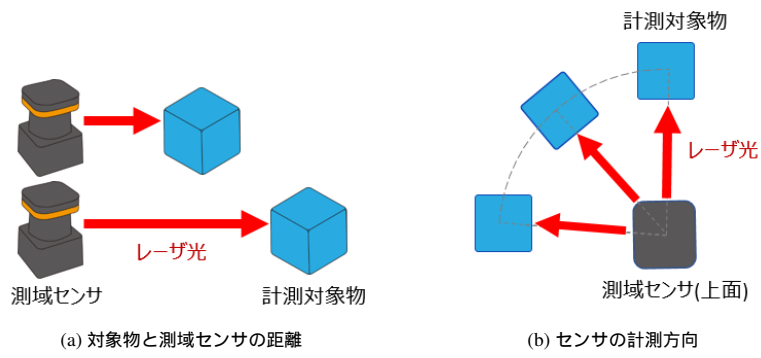 レーザ光
測域センサ
計測対象物
(a) 対象物と測域センサの距離
計測対象物
レーザ光
測域センサ(上面)
(b) センサの計測方向